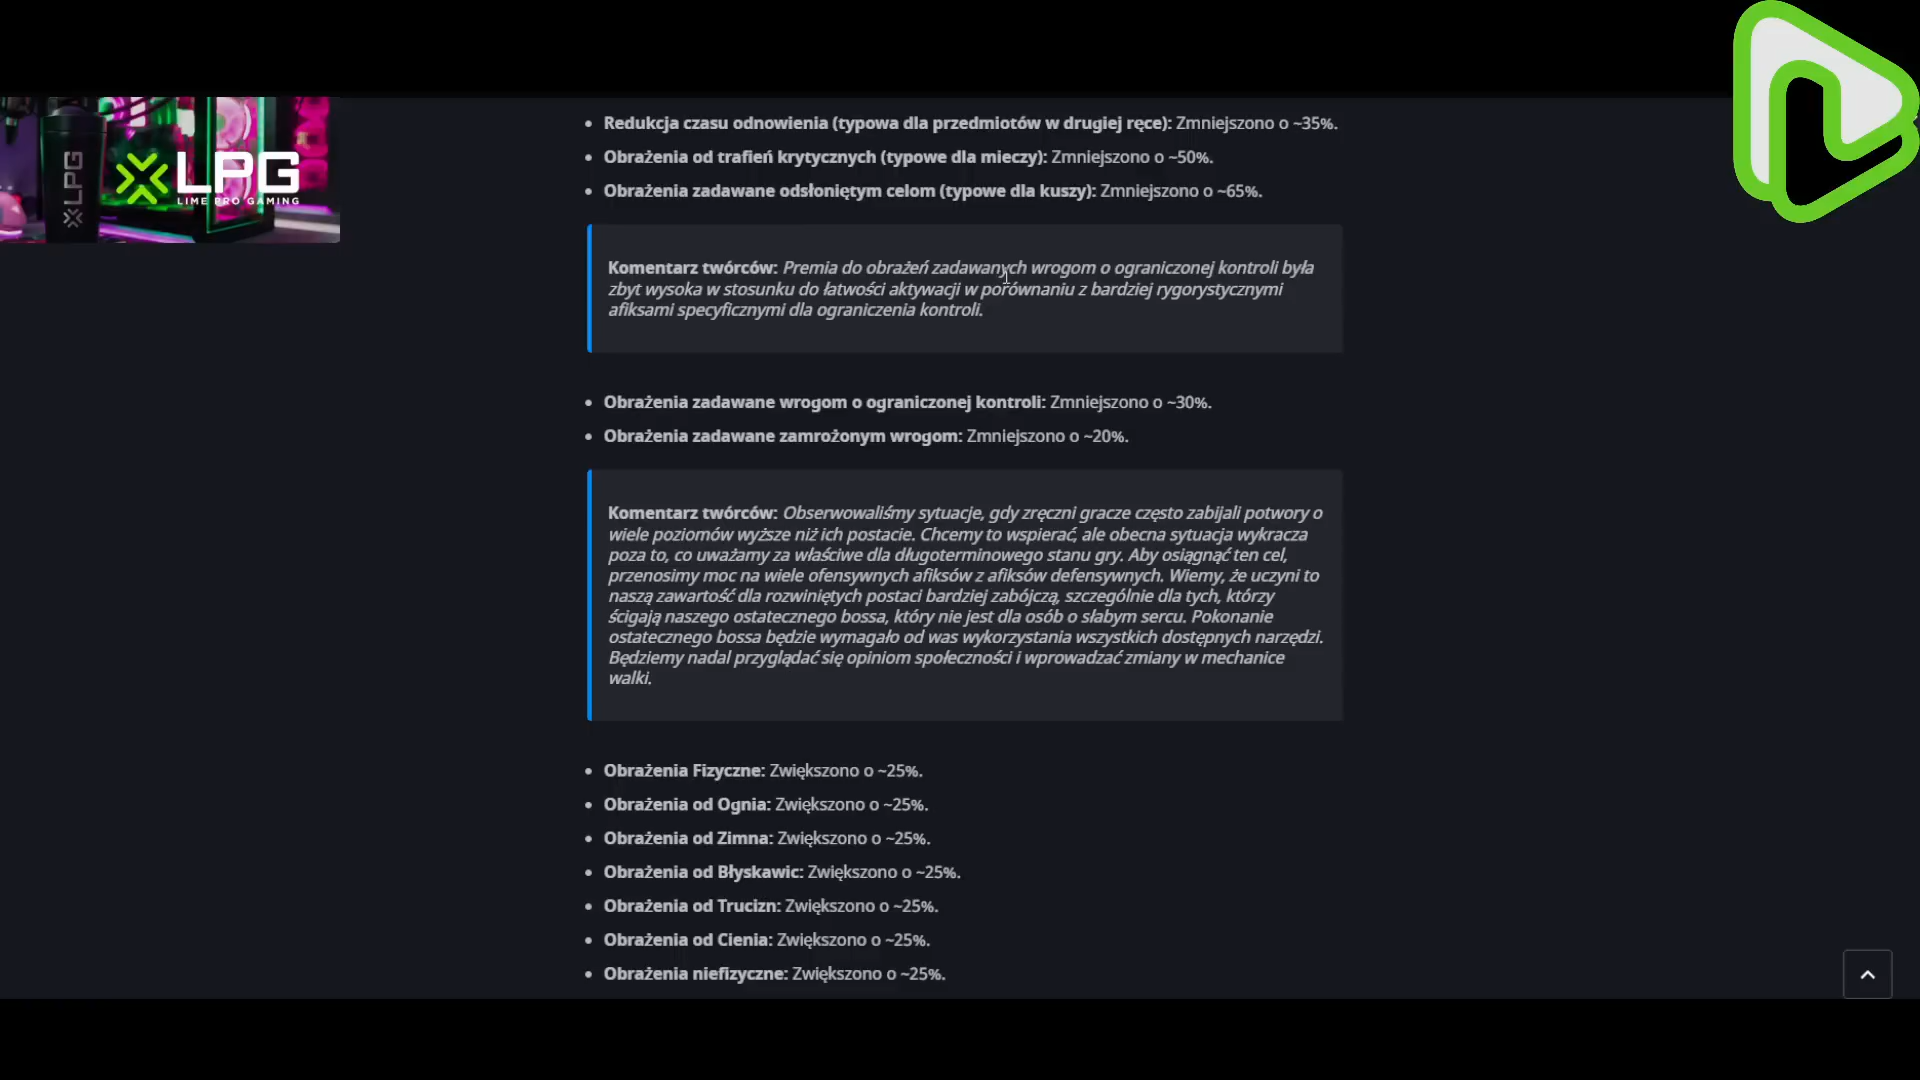 Redukcja czasu odnowienia (typowa dla przedmiotów w drugiej ręce): Zmniejszono o ~35%.
Obrażenia od trafień krytycznych (typowe dla mieczy): Zmniejszono o ~50%.
Obrażenia zadawane odsłoniętym celom (typowe dla kuszy): Zmniejszono o ~65%.
LPG
LPG
LIME PRO GAMING
Komentarz twórców: Premia do obrażeń zadawanych wrogom o ograniczonej kontroli była
zbyt wysoka w stosunku do łatwości aktywacji w porównaniu z bardziej rygorystycznymi
afiksami specyficznymi dla ograniczenia kontroli.
Obrażenia zadawane wrogom o ograniczonej kontroli: Zmniejszono o ~30%.
Obrażenia zadawane zamrożonym wrogom: Zmniejszono o ~20%.
Komentarz twórców: Obserwowaliśmy sytuacje, gdy zręczni gracze często zabijali potwory o
wiele poziomów wyższe niż ich postacie. Chcemy to wspierać, ale obecna sytuacja wykracza
poza to, co uważamy za właściwe dla długoterminowego stanu gry. Aby osiągnąć ten cel,
przenosimy moc na wiele ofensywnych afiksów z afiksów defensywnych. Wiemy, że uczyni to
naszą zawartość dla rozwiniętych postaci bardziej zabójczą, szczególnie dla tych, którzy
ścigają naszego ostatecznego bossa, który nie jest dla osób o słabym sercu. Pokonanie
ostatecznego bossa będzie wymagało od was wykorzystania wszystkich dostępnych narzędzi.
Będziemy nadal przyglądać się opiniom społeczności i wprowadzać zmiany w mechanice
walki.
Obrażenia Fizyczne: Zwiększono o ~25%.
Obrażenia od Ognia: Zwiększono o ~25%.
Obrażenia od Zimna: Zwiększono o ~25%.
Obrażenia od Błyskawic: Zwiększono o ~25%.
Obrażenia od Trucizn: Zwiększono o ~25%.
Obrażenia od Cienia: Zwiększono o ~25%.
Obrażenia niefizyczne: Zwiększono o ~25%.